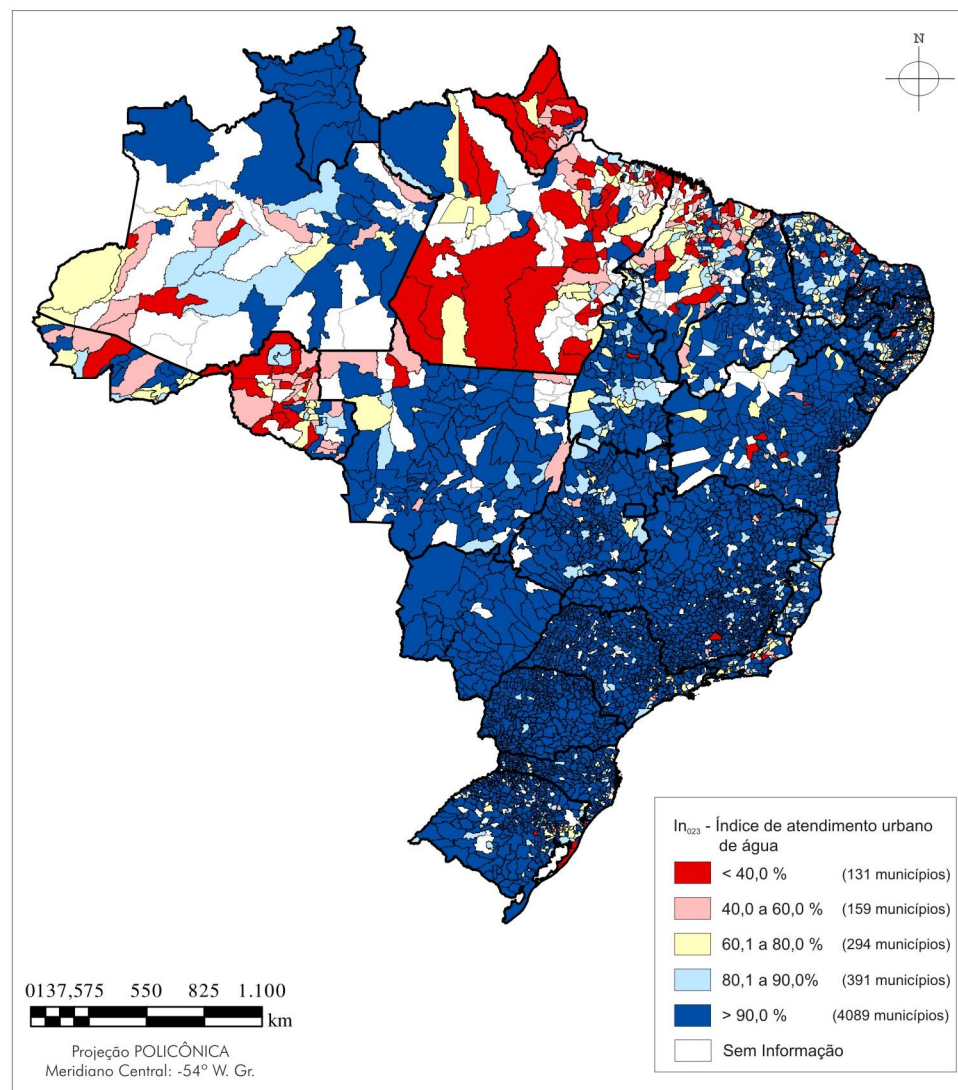 N
In023 - Índice de atendimento urbano
de água
< 40,0 % (131 municípios)
40,0 a 60,0 % (159 municípios)
60,1 a 80,0 % (294 municípios)
80,1 a 90,0% (391 municípios)
> 90,0 % (4089 municípios)
Sem Informação
0137,575 550 825 1.100
km
Projeção POLICÔNICA
Meridiano Central: -54º W. Gr.